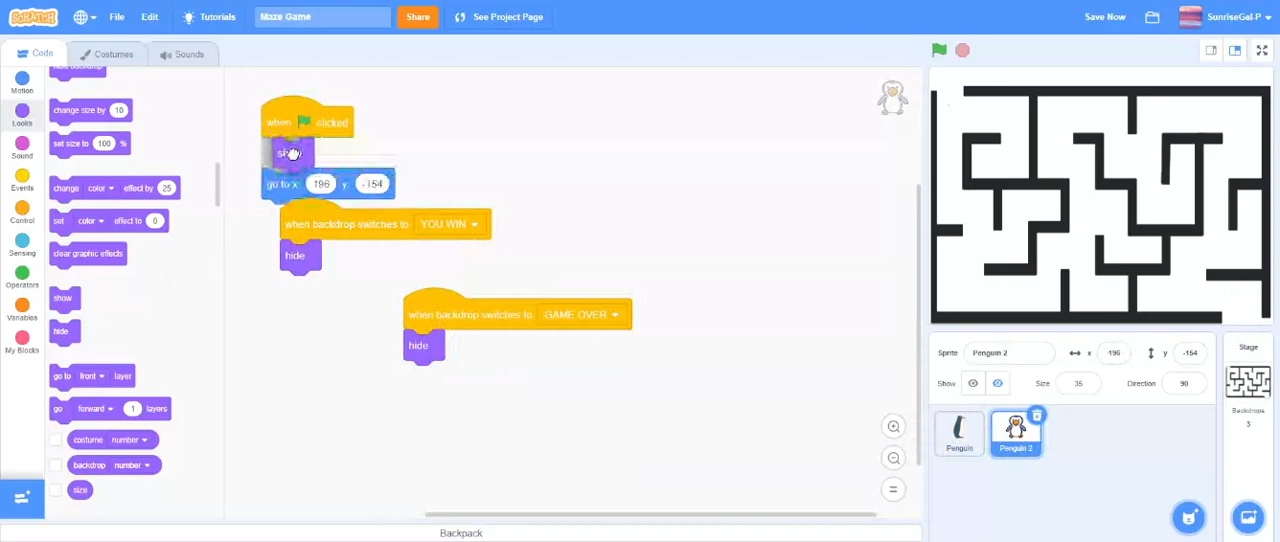 SCRATCH
File
Edit
Tutorials
Maze Game
Share
See Project Page
Save Now
SunriseGal-P
Code
Costumes
Sounds
Motion
Looks
Sound
Events
Control
Sensing
Operators
Variables
My Blocks
change size by 10
set size to 100 %
change color effect by 25
set color effect to 0
clear graphic effects
show
hide
go to front layer
go forward 1 layers
costume number
backdrop number
size
when clicked
go to x: 196 y: -154
when backdrop switches to YOU WIN
hide
when backdrop switches to GAME OVER
hide
Backpack
Sprite Penguin 2 x 196 y -154
Show Size 35 Direction 90
Penguin
Penguin 2
Stage
Backdrops
3